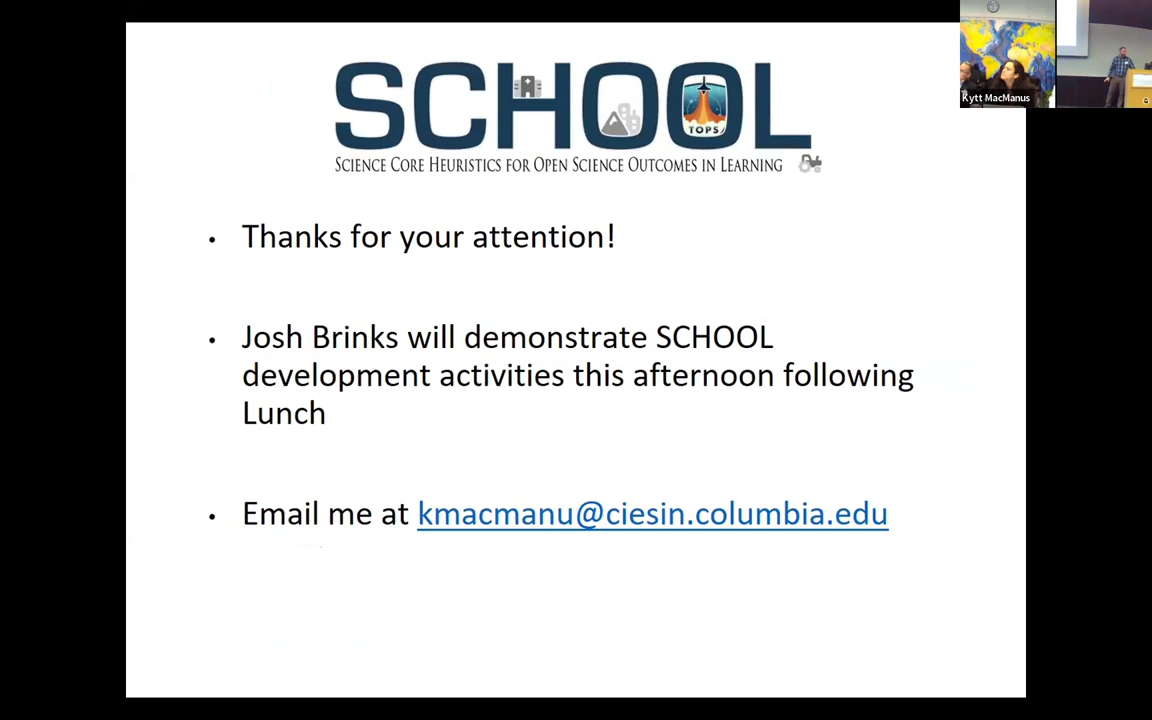 Kytt MacManus
SCHOOL
TOPS
SCIENCE CORE HEURISTICS FOR OPEN SCIENCE OUTCOMES IN LEARNING
• Thanks for your attention!
• Josh Brinks will demonstrate SCHOOL
development activities this afternoon following
Lunch
• Email me at kmacmanu@ciesin.columbia.edu